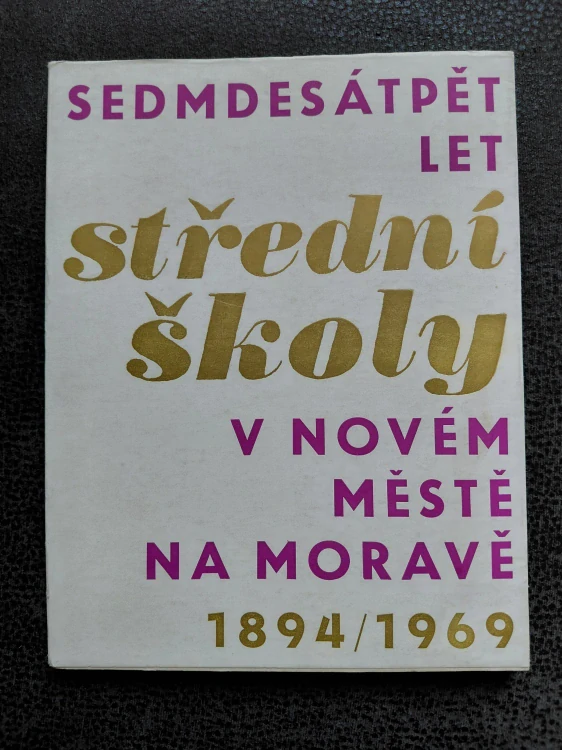 SEDMDESÁTPĚT
LET
střední
školy
V NOVÉM
MĚSTĚ
NA MORAVĚ
1894/1969